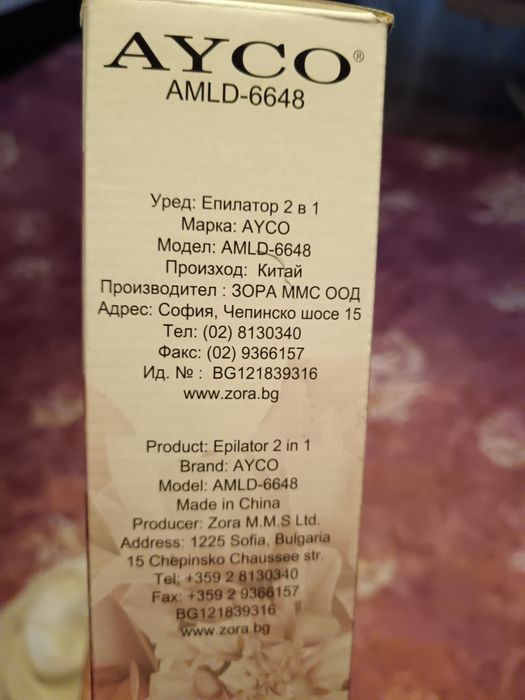 AYCO®
AMLD-6648
Уред: Епилатор 2 в 1
Марка: AYCO
Модел: AMLD-6648
Произход: Китай
Производител : ЗОРА ММС ООД
Адрес: София, Чепинско шосе 15
Тел: (02) 8130340
Факс: (02) 9366157
Ид. № : BG121839316
www.zora.bg
Product: Epilator 2 in 1
Brand: AYCO
Model: AMLD-6648
Made in China
Producer: Zora M.M.S Ltd.
Address: 1225 Sofia, Bulgaria
15 Chepinsko Chaussee str.
Tel: +359 2 8130340
Fax: +359 2 9366157
BG121839316
www.zora.bg